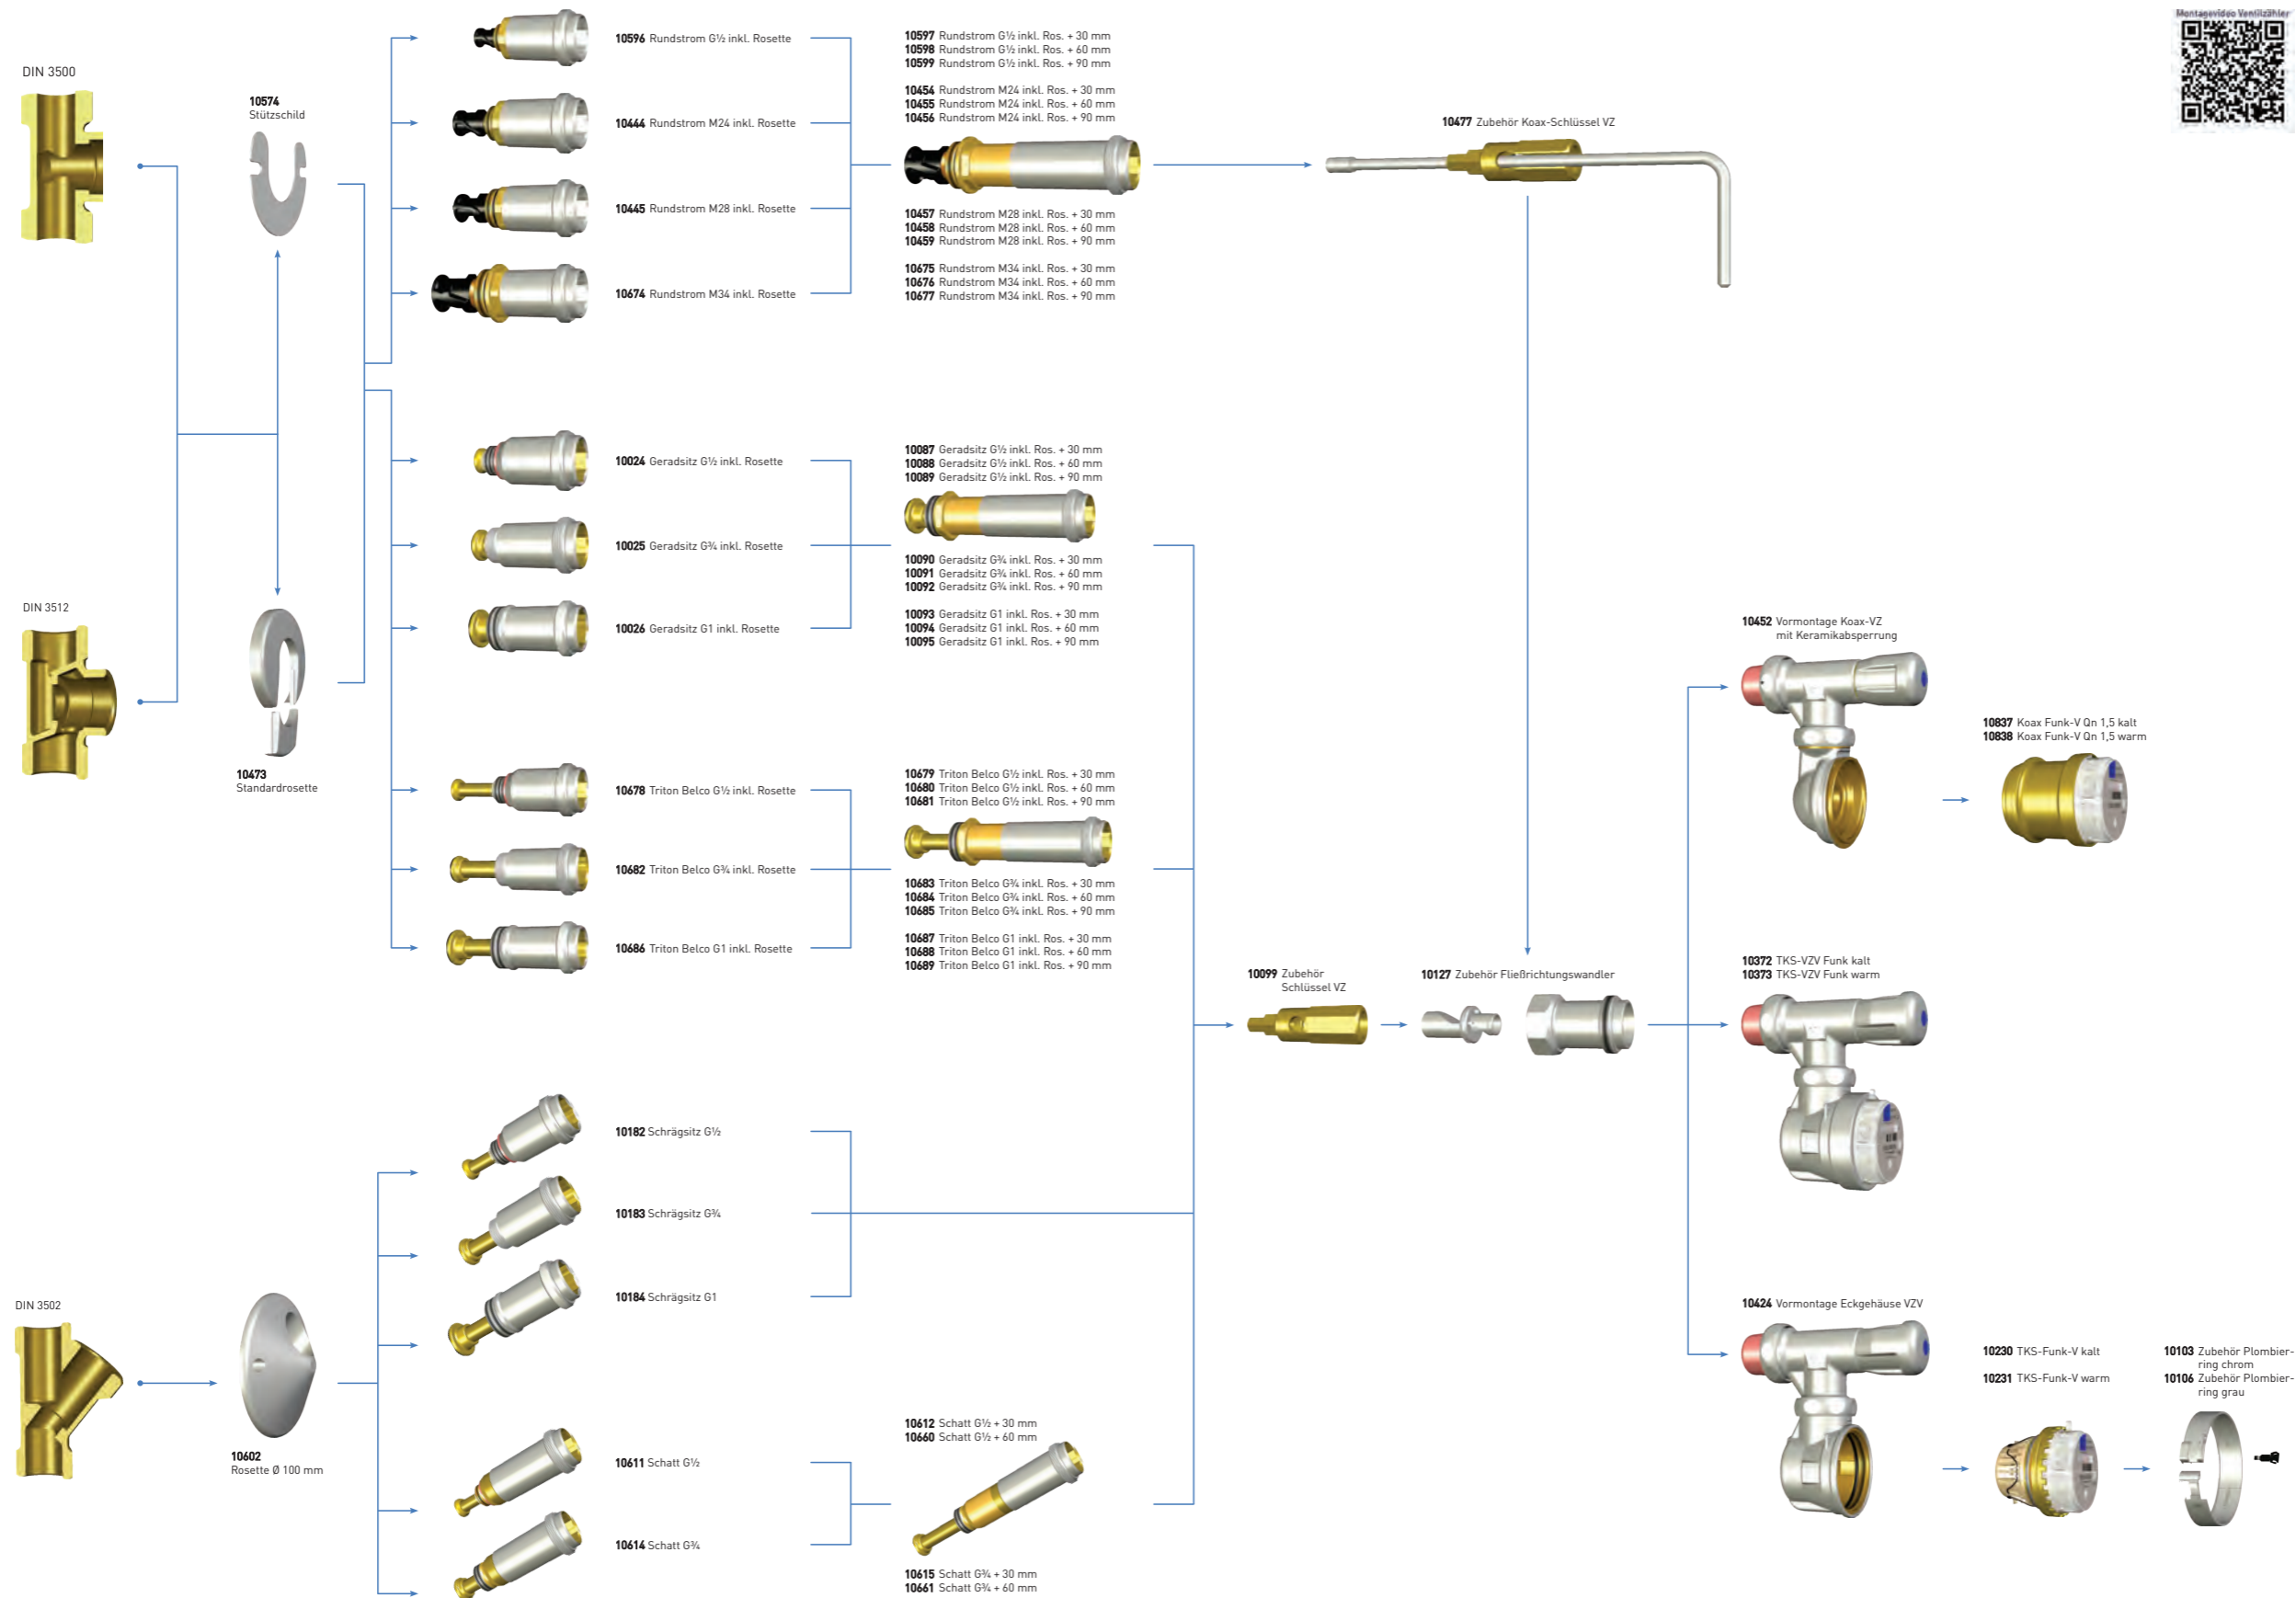 Montagevideo Ventilzähler
DIN 3500
10574
Stützschild
10596 Rundstrom G½ inkl. Rosette
10444 Rundstrom M24 inkl. Rosette
10445 Rundstrom M28 inkl. Rosette
10674 Rundstrom M34 inkl. Rosette
10597 Rundstrom G½ inkl. Ros. + 30 mm
10598 Rundstrom G½ inkl. Ros. + 60 mm
10599 Rundstrom G½ inkl. Ros. + 90 mm
10454 Rundstrom M24 inkl. Ros. + 30 mm
10455 Rundstrom M24 inkl. Ros. + 60 mm
10456 Rundstrom M24 inkl. Ros. + 90 mm
10457 Rundstrom M28 inkl. Ros. + 30 mm
10458 Rundstrom M28 inkl. Ros. + 60 mm
10459 Rundstrom M28 inkl. Ros. + 90 mm
10675 Rundstrom M34 inkl. Ros. + 30 mm
10676 Rundstrom M34 inkl. Ros. + 60 mm
10677 Rundstrom M34 inkl. Ros. + 90 mm
10477 Zubehör Koax-Schlüssel VZ
DIN 3512
10473
Standardrosette
10024 Geradsitz G½ inkl. Rosette
10025 Geradsitz G¾ inkl. Rosette
10026 Geradsitz G1 inkl. Rosette
10087 Geradsitz G½ inkl. Ros. + 30 mm
10088 Geradsitz G½ inkl. Ros. + 60 mm
10089 Geradsitz G½ inkl. Ros. + 90 mm
10090 Geradsitz G¾ inkl. Ros. + 30 mm
10091 Geradsitz G¾ inkl. Ros. + 60 mm
10092 Geradsitz G¾ inkl. Ros. + 90 mm
10093 Geradsitz G1 inkl. Ros. + 30 mm
10094 Geradsitz G1 inkl. Ros. + 60 mm
10095 Geradsitz G1 inkl. Ros. + 90 mm
10678 Triton Belco G½ inkl. Rosette
10682 Triton Belco G¾ inkl. Rosette
10686 Triton Belco G1 inkl. Rosette
10679 Triton Belco G½ inkl. Ros. + 30 mm
10680 Triton Belco G½ inkl. Ros. + 60 mm
10681 Triton Belco G½ inkl. Ros. + 90 mm
10683 Triton Belco G¾ inkl. Ros. + 30 mm
10684 Triton Belco G¾ inkl. Ros. + 60 mm
10685 Triton Belco G¾ inkl. Ros. + 90 mm
10687 Triton Belco G1 inkl. Ros. + 30 mm
10688 Triton Belco G1 inkl. Ros. + 60 mm
10689 Triton Belco G1 inkl. Ros. + 90 mm
10099 Zubehör
Schlüssel VZ
10127 Zubehör Fließrichtungswandler
10452 Vormontage Koax-VZ
mit Keramikabsperrung
10837 Koax Funk-V Qn 1,5 kalt
10838 Koax Funk-V Qn 1,5 warm
10372 TKS-VZV Funk kalt
10373 TKS-VZV Funk warm
10424 Vormontage Eckgehäuse VZV
10230 TKS-Funk-V kalt
10231 TKS-Funk-V warm
10103 Zubehör Plombier-
ring chrom
10106 Zubehör Plombier-
ring grau
DIN 3502
10602
Rosette Ø 100 mm
10182 Schrägsitz G½
10183 Schrägsitz G¾
10184 Schrägsitz G1
10611 Schatt G½
10614 Schatt G¾
10612 Schatt G½ + 30 mm
10660 Schatt G½ + 60 mm
10615 Schatt G¾ + 30 mm
10661 Schatt G¾ + 60 mm